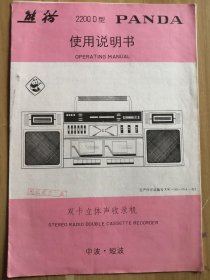 熊猫 2200D型 PANDA
使用说明书
OPERATING MANUAL
双卡立体声收录机
STEREO RADIO DOUBLE CASSETTE RECORDER
中波·短波